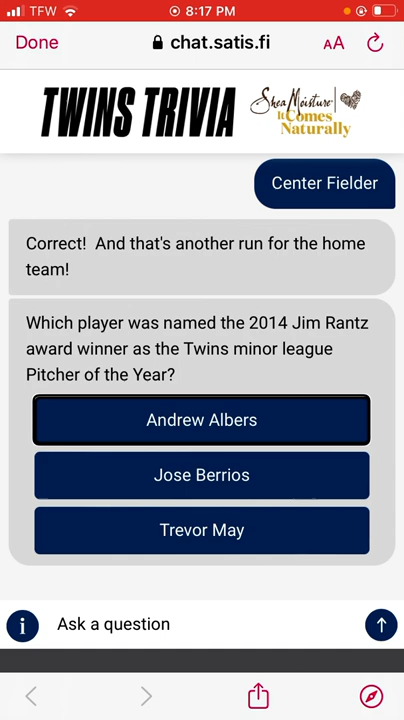 TFW 8:17 PM
Done chat.satis.fi AA
TWINS TRIVIA
SheaMoisture
It Comes
Naturally
Center Fielder
Correct! And that's another run for the home
team!
Which player was named the 2014 Jim Rantz
award winner as the Twins minor league
Pitcher of the Year?
Andrew Albers
Jose Berrios
Trevor May
i Ask a question